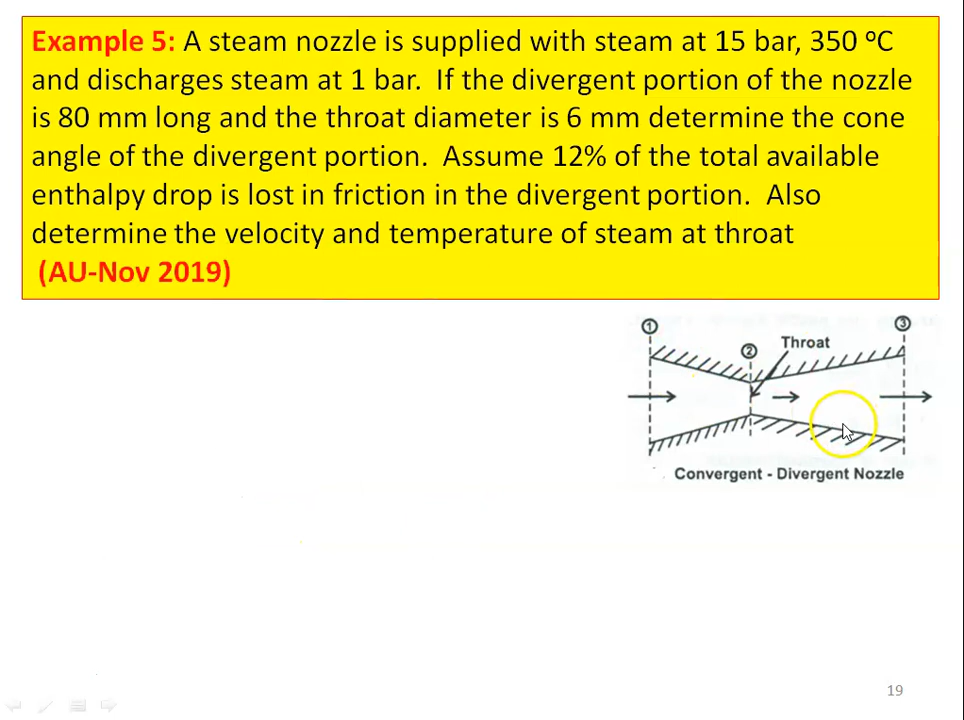 Example 5: A steam nozzle is supplied with steam at 15 bar, 350 ºC
and discharges steam at 1 bar. If the divergent portion of the nozzle
is 80 mm long and the throat diameter is 6 mm determine the cone
angle of the divergent portion. Assume 12% of the total available
enthalpy drop is lost in friction in the divergent portion. Also
determine the velocity and temperature of steam at throat
(AU-Nov 2019)
1
3
2
Throat
Convergent - Divergent Nozzle
19